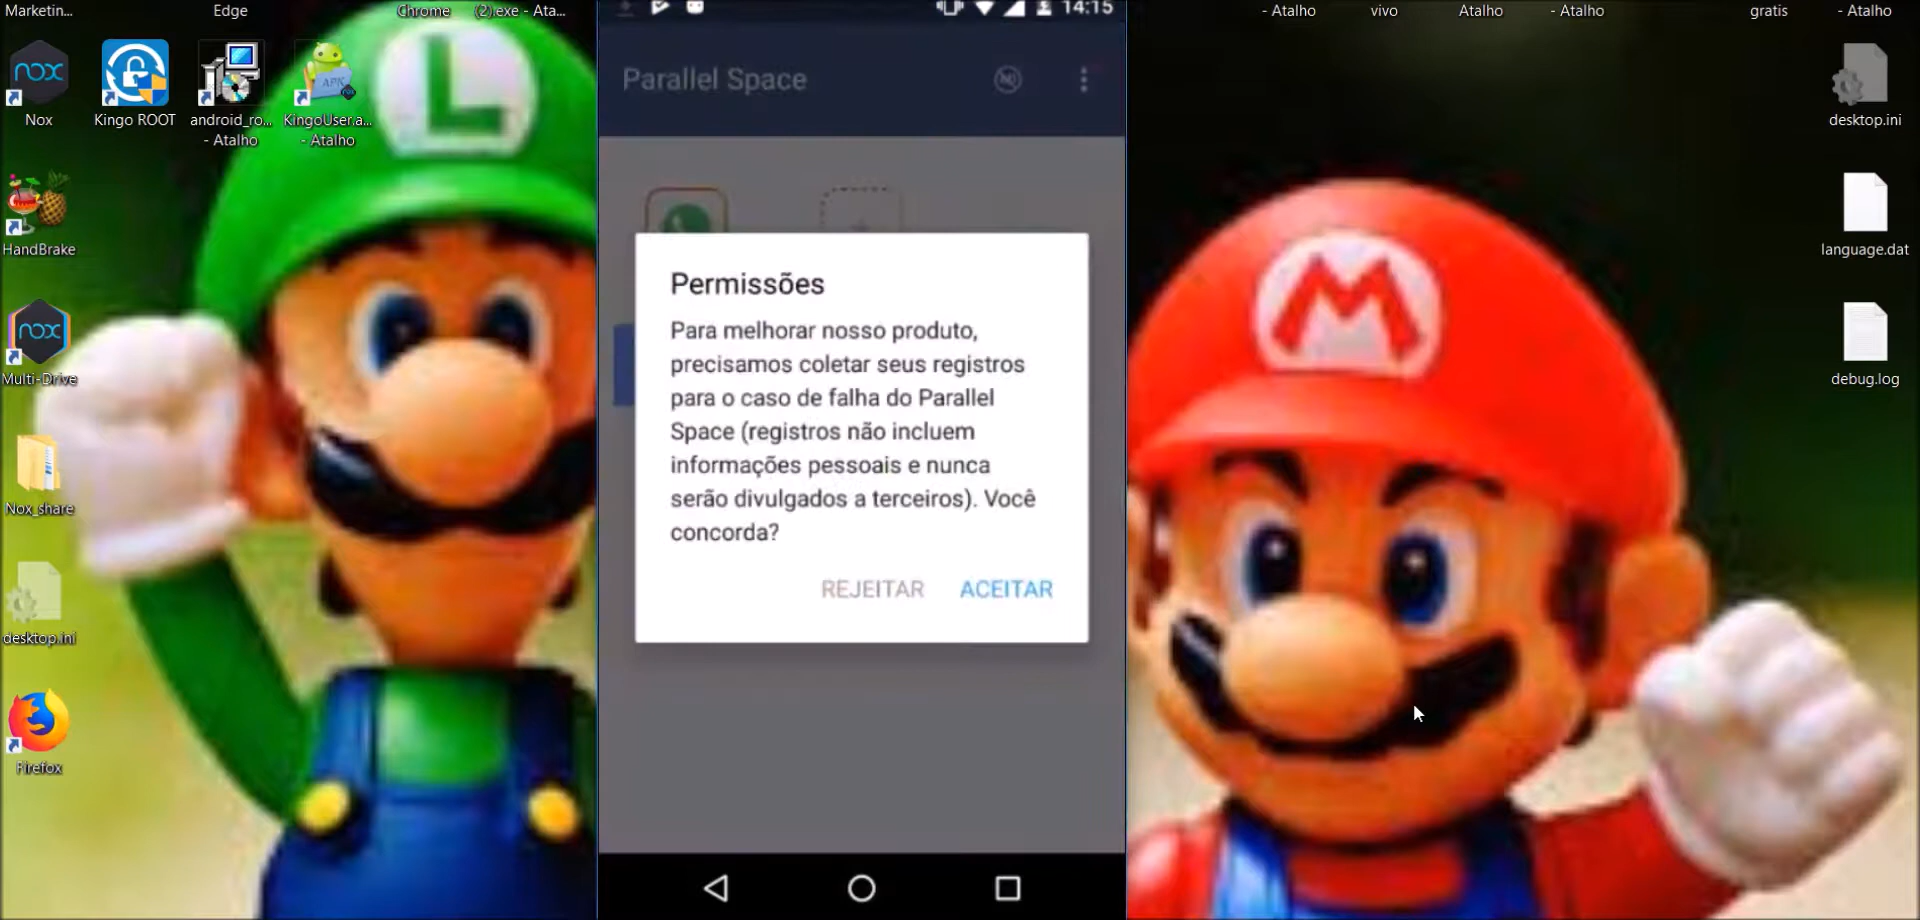 Marketin...
Edge
Chrome
(2).exe - Ata...
- Atalho
vivo
Atalho
- Atalho
gratis
- Atalho
14:15
Parallel Space
nox
Nox
Kingo ROOT
android_ro...
- Atalho
APK
KingoUser.a...
- Atalho
L
desktop.ini
HandBrake
language.dat
M
Permissões
Para melhorar nosso produto,
precisamos coletar seus registros
para o caso de falha do Parallel
Space (registros não incluem
informações pessoais e nunca
serão divulgados a terceiros). Você
concorda?
REJEITAR
ACEITAR
nox
Multi-Drive
debug.log
Nox_share
desktop.ini
Firefox